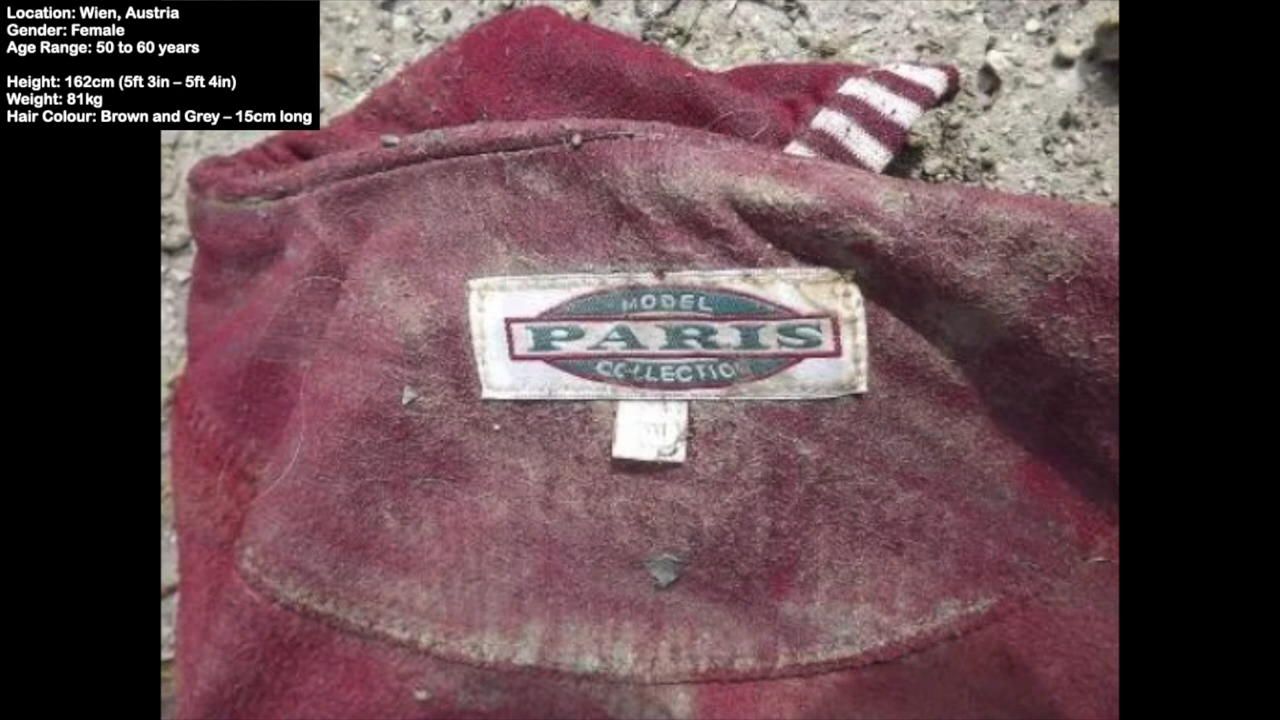 Location: Wien, Austria
Gender: Female
Age Range: 50 to 60 years
Height: 162cm (5ft 3in – 5ft 4in)
Weight: 81kg
Hair Colour: Brown and Grey – 15cm long
MODEL
PARIS
COLLECTIO